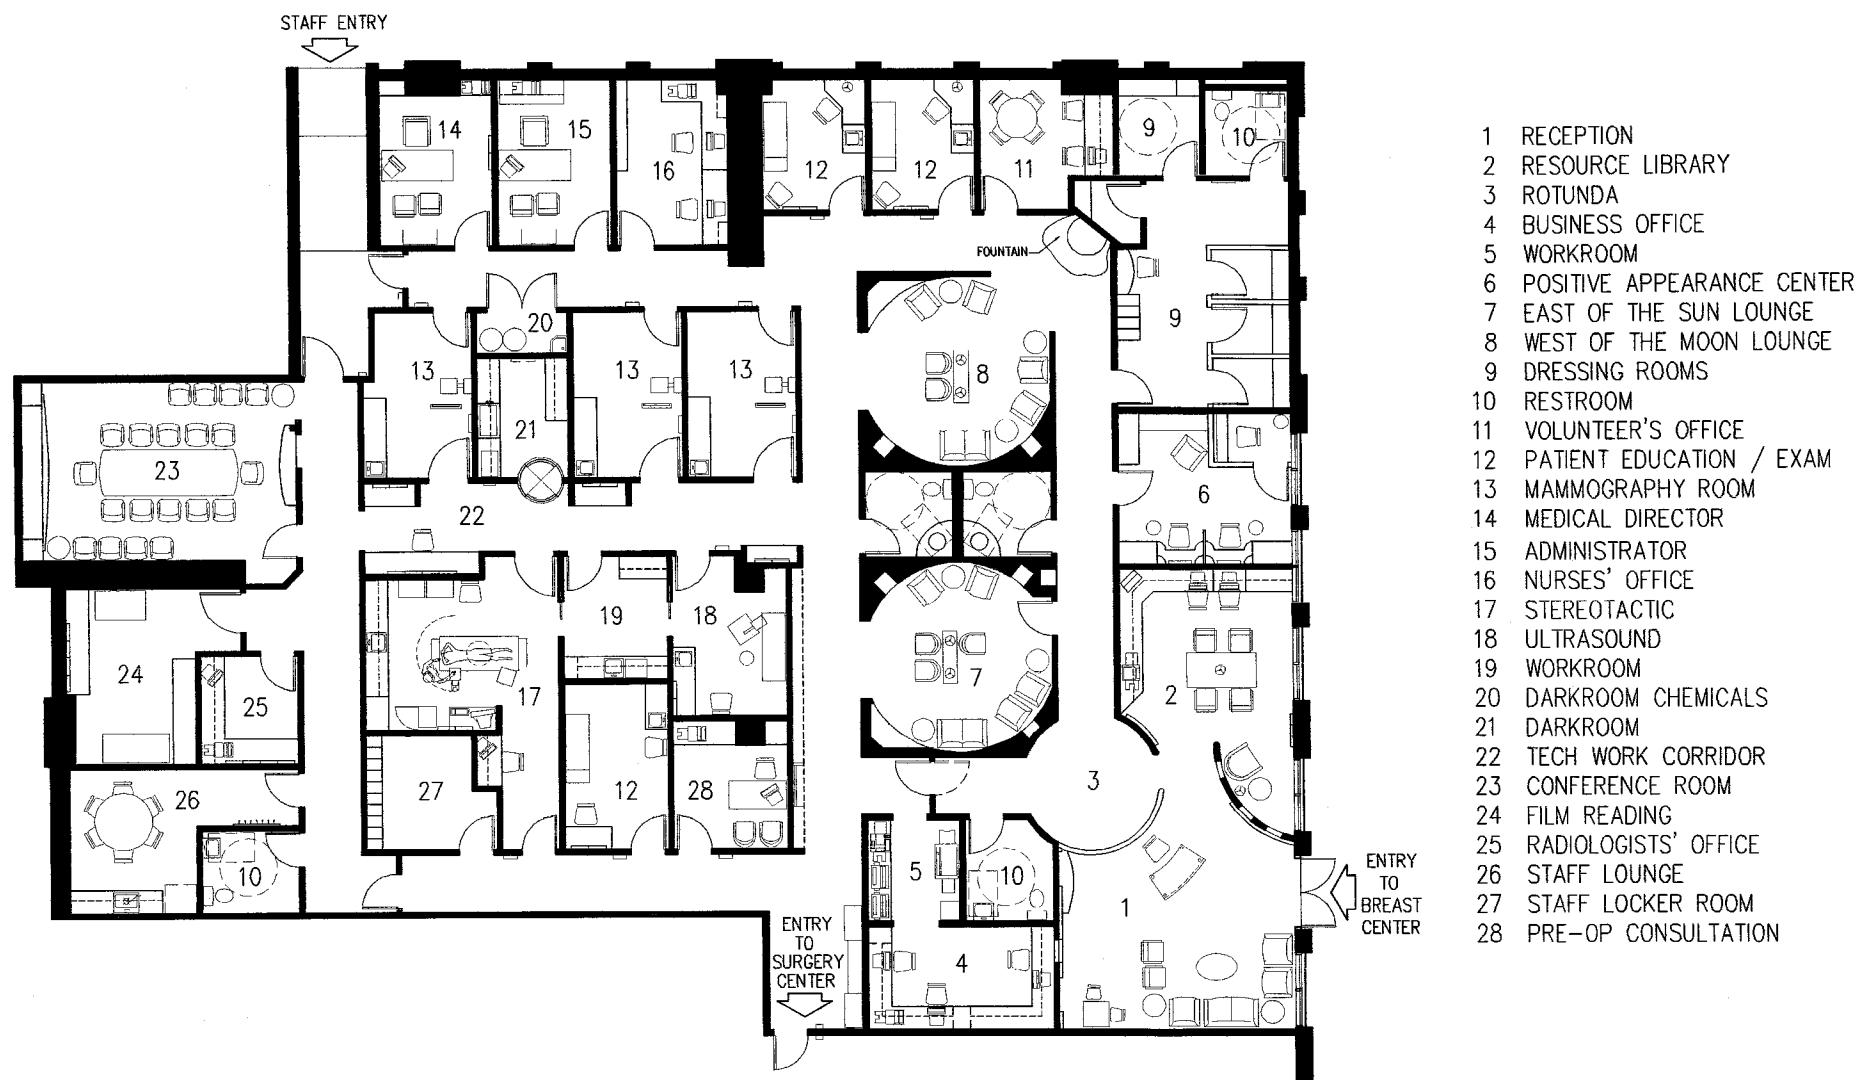 STAFF ENTRY
14
15
16
12
12
11
9
10
FOUNTAIN
20
9
13
13
13
8
21
23
6
22
19
18
24
17
7
2
25
26
27
12
28
3
10
5
10
1
4
ENTRY
TO
SURGERY
CENTER
ENTRY
TO
BREAST
CENTER
1 RECEPTION
2 RESOURCE LIBRARY
3 ROTUNDA
4 BUSINESS OFFICE
5 WORKROOM
6 POSITIVE APPEARANCE CENTER
7 EAST OF THE SUN LOUNGE
8 WEST OF THE MOON LOUNGE
9 DRESSING ROOMS
10 RESTROOM
11 VOLUNTEER'S OFFICE
12 PATIENT EDUCATION / EXAM
13 MAMMOGRAPHY ROOM
14 MEDICAL DIRECTOR
15 ADMINISTRATOR
16 NURSES' OFFICE
17 STEREOTACTIC
18 ULTRASOUND
19 WORKROOM
20 DARKROOM CHEMICALS
21 DARKROOM
22 TECH WORK CORRIDOR
23 CONFERENCE ROOM
24 FILM READING
25 RADIOLOGISTS' OFFICE
26 STAFF LOUNGE
27 STAFF LOCKER ROOM
28 PRE-OP CONSULTATION